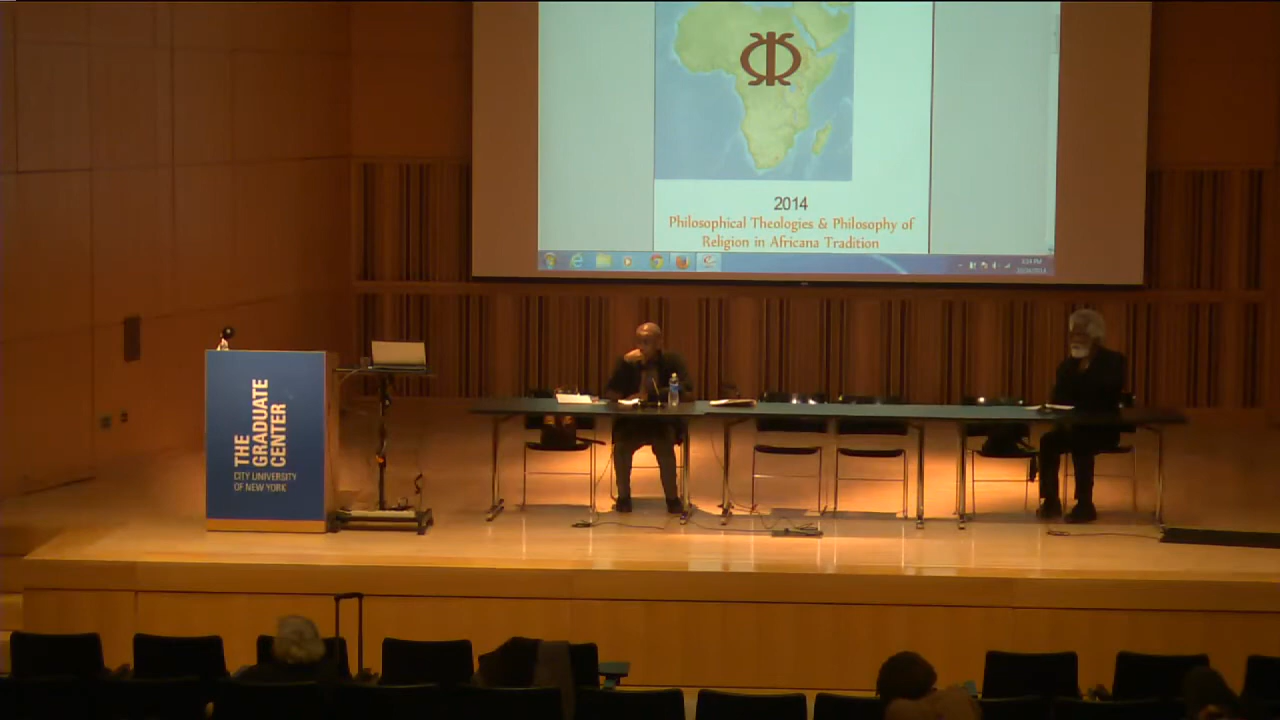 2014
Philosophical Theologies & Philosophy of
Religion in Africana Tradition
THE
GRADUATE
CENTER
CITY UNIVERSITY
OF NEW YORK